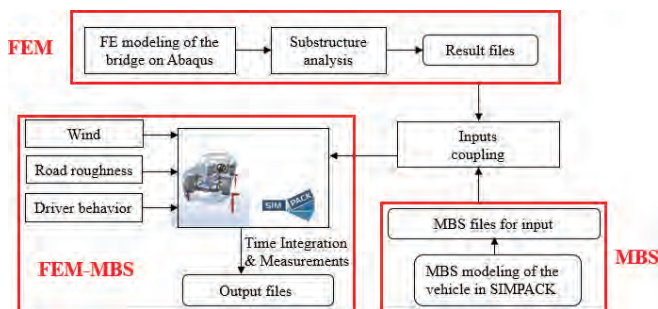 FEM
FE modeling of the
bridge on Abaqus
Substructure
analysis
Result files
Wind
Road roughness
Driver behavior
SIM PACK
Time Integration
& Measurements
FEM-MBS
Output files
Inputs
coupling
MBS files for input
MBS
MBS modeling of the
vehicle in SIMPACK